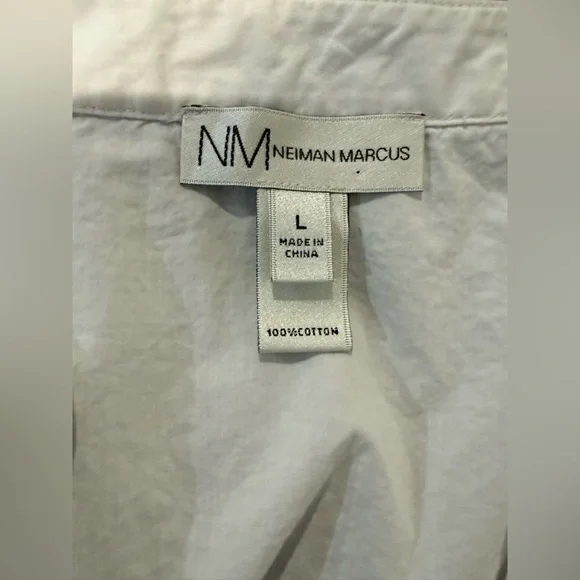 NM NEIMAN MARCUS
L
MADE IN
CHINA
100%COTTON